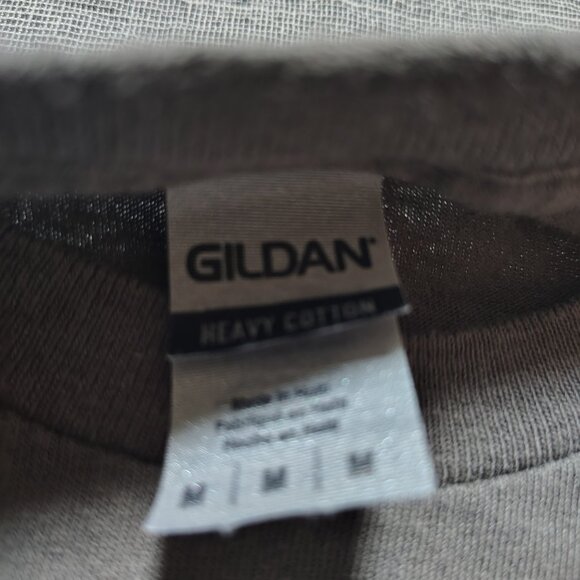 GILDAN
HEAVY COTTON
Made in Haiti
M | M | M